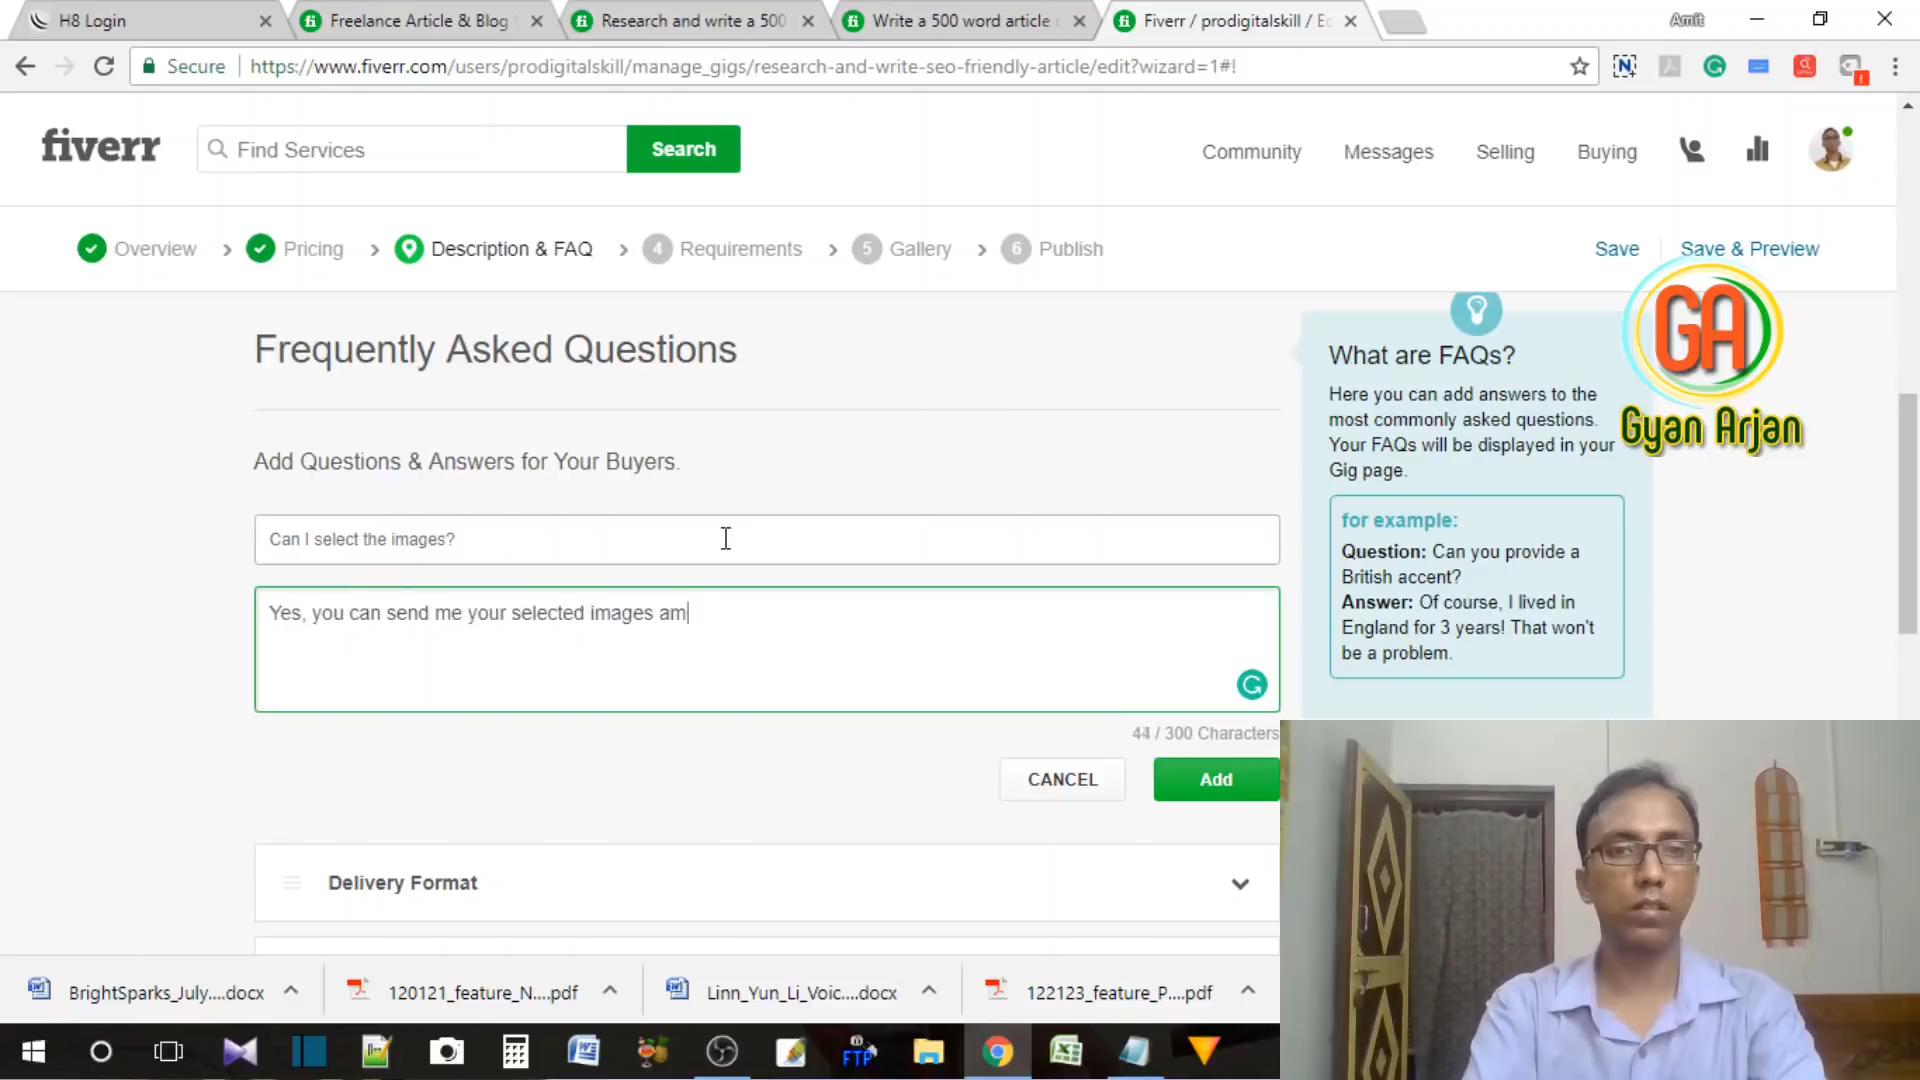 H8 Login
Freelance Article & Blog
Research and write a 500
Write a 500 word article
Fiverr / prodigitalskill / Ed
Amit
Secure
https://www.fiverr.com/users/prodigitalskill/manage_gigs/research-and-write-seo-friendly-article/edit?wizard=1#!
fiverr
Find Services
Search
Community
Messages
Selling
Buying
Overview
Pricing
Description & FAQ
4 Requirements
5 Gallery
6 Publish
Save
Save & Preview
GA
Gyan Arjan
Frequently Asked Questions
Add Questions & Answers for Your Buyers.
Can I select the images?
Yes, you can send me your selected images am
44 / 300 Characters
CANCEL
Add
What are FAQs?
Here you can add answers to the
most commonly asked questions.
Your FAQs will be displayed in your
Gig page.
for example:
Question: Can you provide a
British accent?
Answer: Of course, I lived in
England for 3 years! That won't
be a problem.
Delivery Format
BrightSparks_July....docx
120121_feature_N....pdf
Linn_Yun_Li_Voic....docx
122123_feature_P....pdf
FTP